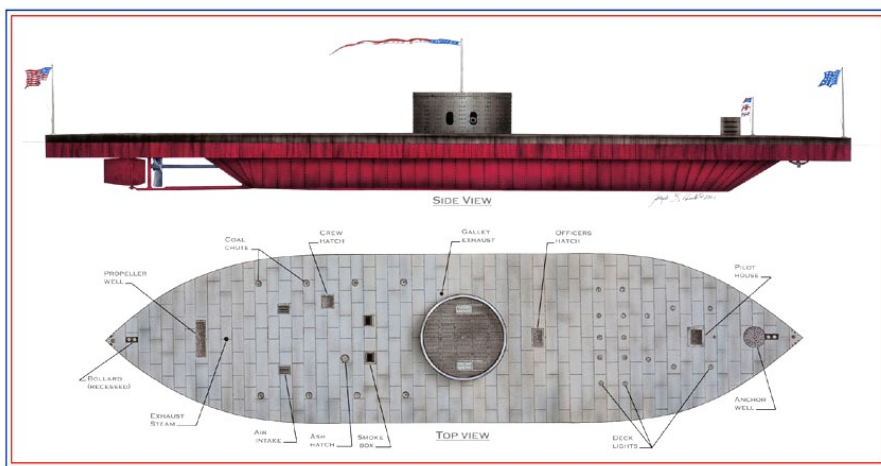 SIDE VIEW
COAL
CHUTE
CREW
HATCH
GALLEY
EXHAUST
OFFICERS
HATCH
PROPELLER
WELL
PILOT
HOUSE
BOLLARD
(RECESSED)
EXHAUST
STEAM
AIR
INTAKE
ASH
HATCH
SMOKE
BOX
TOP VIEW
DECK
LIGHTS
ANCHOR
WELL